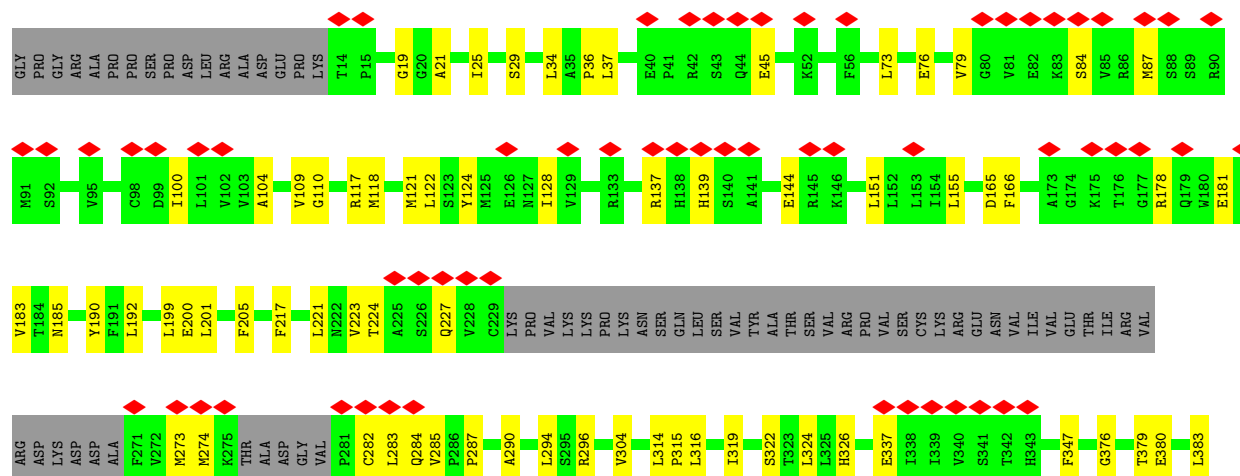 GLY PRO GLY ARG ALA PRO PRO SER PRO ASP LEU ARG ALA ASP GLU PRO LYS T14 P15 G19 G20 A21 I25 S29 L34 A35 P36 L37 E40 P41 R42 S43 Q44 E45 K52 F56 L73 E76 V79 G80 V81 E82 K83 S84 V85 R86 M87 S88 S89 R90
M91 S92 V95 C98 D99 I100 L101 V102 V103 A104 V109 G110 R117 M118 M121 L122 S123 Y124 M125 E126 N127 I128 V129 R133 R137 H138 H139 S140 A141 E144 R145 K146 L151 L152 L153 I154 L155 D165 F166 A173 G174 K175 T176 G177 R178 Q179 W180 E181
V183 T184 N185 Y190 F191 L192 L199 E200 L201 F205 F217 L221 N222 V223 T224 A225 S226 Q227 V228 C229 LYS PRO VAL LYS LYS PRO LYS ASN SER GLN LEU SER VAL TYR ALA THR SER VAL ARG PRO VAL SER CYS LYS ARG GLU ASN VAL ILE VAL GLU THR ILE ARG VAL
ARG ASP LYS ASP ASP ALA F271 V272 M273 M274 K275 THR ALA ASP GLY VAL P281 C282 L283 Q284 V285 P286 P287 A290 L294 S295 R296 V304 L314 P315 L316 I319 S322 T323 L324 L325 H326 E337 I338 I339 V340 S341 T342 H343 F347 G376 T379 E380 L383